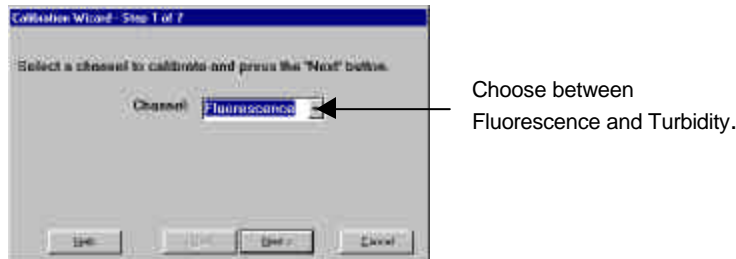 Calibration Wizard - Step 1 of 7
Select a channel to calibrate and press the "Next" button.
Channel: Fluorescence
Choose between
Fluorescence and Turbidity.
Next >
Cancel